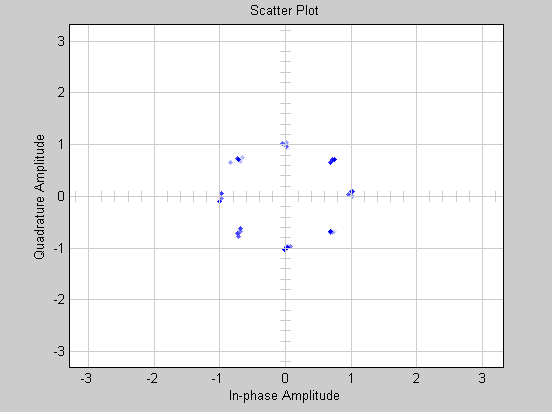 Scatter Plot
3
2
1
0
-1
-2
-3
Quadrature Amplitude
-3 -2 -1 0 1 2 3
In-phase Amplitude